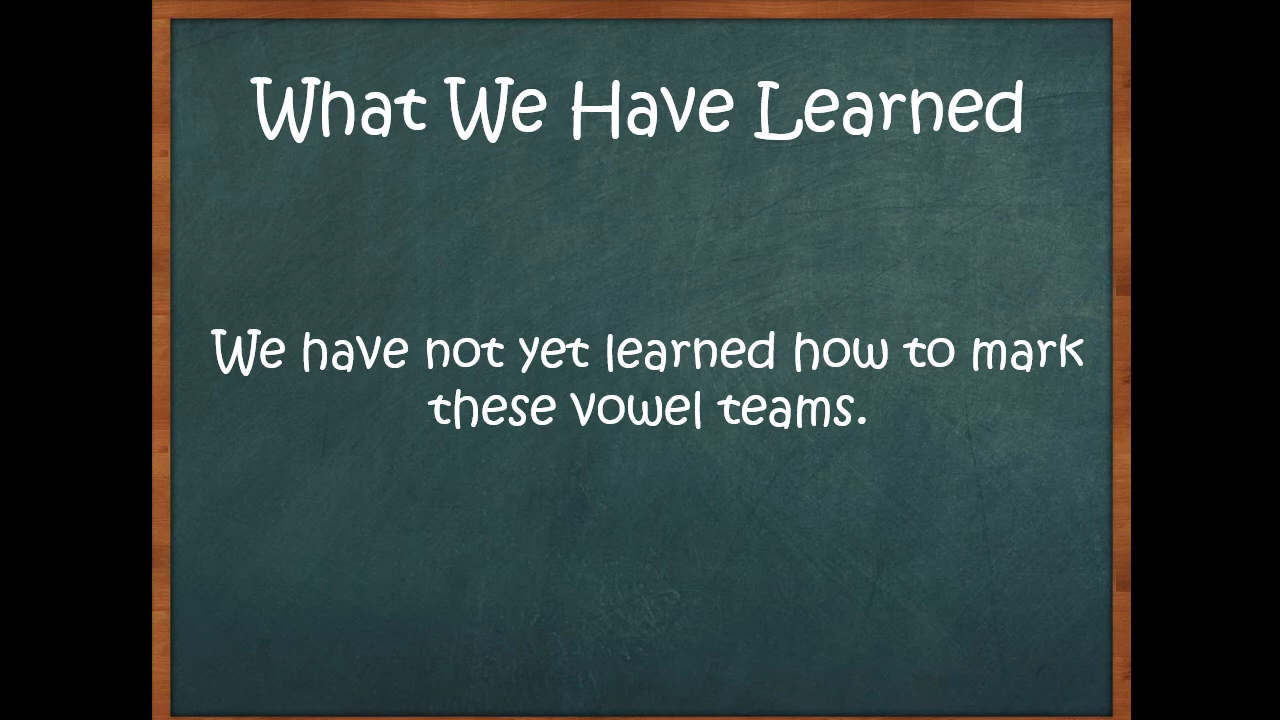 What We Have Learned
We have not yet learned how to mark
these vowel teams.